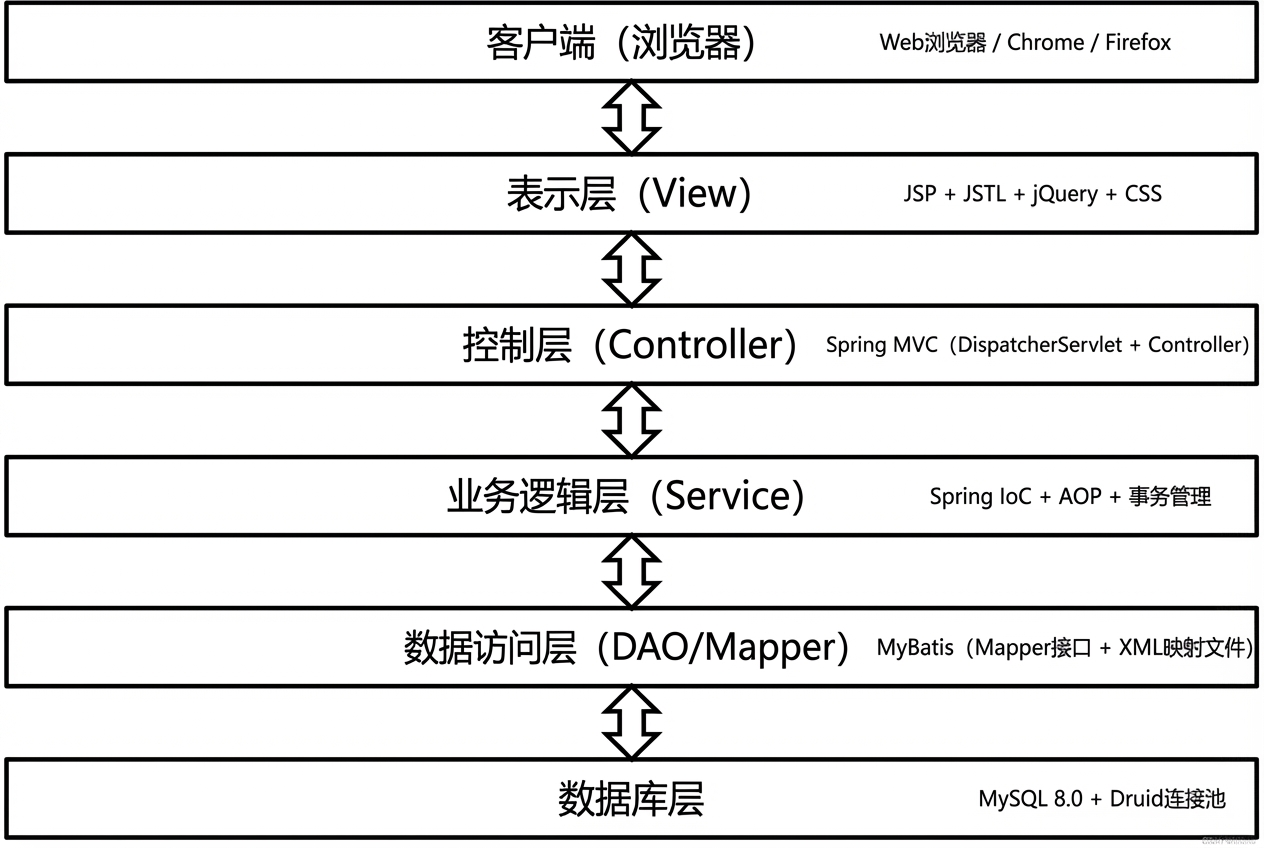 客户端（浏览器） Web浏览器 / Chrome / Firefox
表示层（View） JSP + JSTL + jQuery + CSS
控制层（Controller） Spring MVC（DispatcherServlet + Controller）
业务逻辑层（Service） Spring IoC + AOP + 事务管理
数据访问层（DAO/Mapper） MyBatis（Mapper接口 + XML映射文件）
数据库层 MySQL 8.0 + Druid连接池